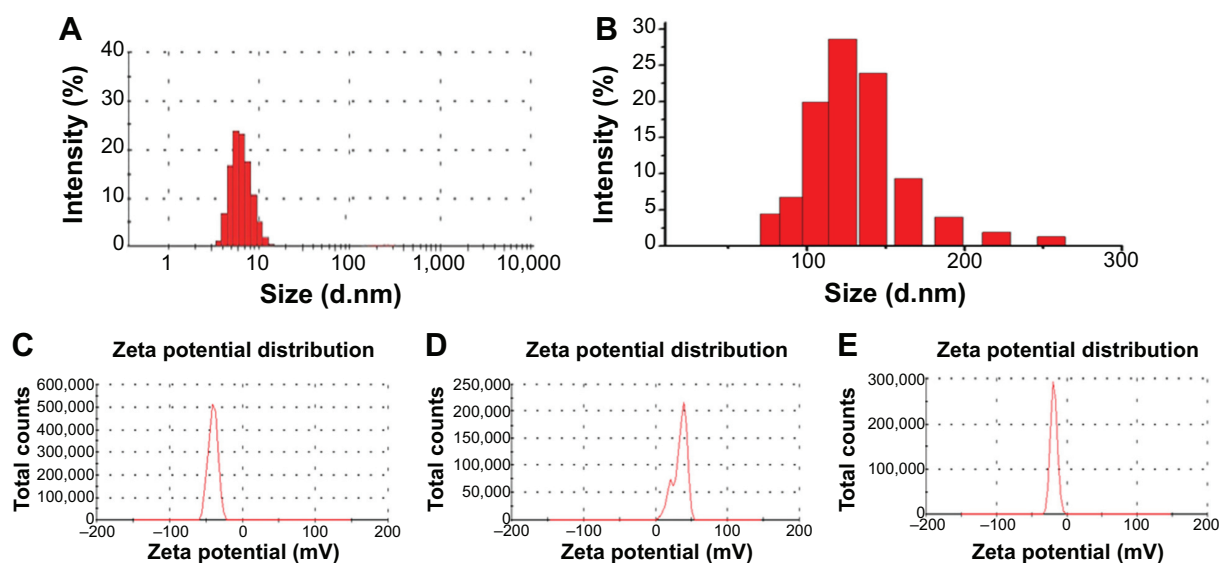 A
Intensity (%)
40
30
20
10
0
1 10 100 1,000 10,000
Size (d.nm)
B
Intensity (%)
30
25
20
15
10
5
0
100 200 300
Size (d.nm)
C
Zeta potential distribution
Total counts
600,000
500,000
400,000
300,000
200,000
100,000
0
–200 –100 0 100 200
Zeta potential (mV)
D
Zeta potential distribution
Total counts
250,000
200,000
150,000
100,000
50,000
0
–200 –100 0 100 200
Zeta potential (mV)
E
Zeta potential distribution
Total counts
300,000
200,000
100,000
0
–200 –100 0 100 200
Zeta potential (mV)